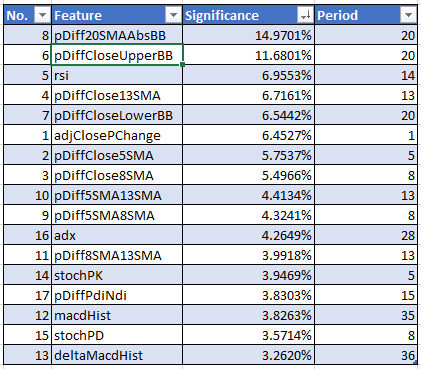 No. Feature Significance Period
8 pDiff20SMAAbsBB 14.9701% 20
6 pDiffCloseUpperBB 11.6801% 20
5 rsi 6.9553% 14
4 pDiffClose13SMA 6.7161% 13
7 pDiffCloseLowerBB 6.5442% 20
1 adjClosePChange 6.4527% 1
2 pDiffClose5SMA 5.7537% 5
3 pDiffClose8SMA 5.4966% 8
10 pDiff5SMA13SMA 4.4134% 13
9 pDiff5SMA8SMA 4.3241% 8
16 adx 4.2649% 28
11 pDiff8SMA13SMA 3.9918% 13
14 stochPK 3.9469% 5
17 pDiffPdiNdi 3.8303% 15
12 macdHist 3.8263% 35
15 stochPD 3.5714% 8
13 deltaMacdHist 3.2620% 36